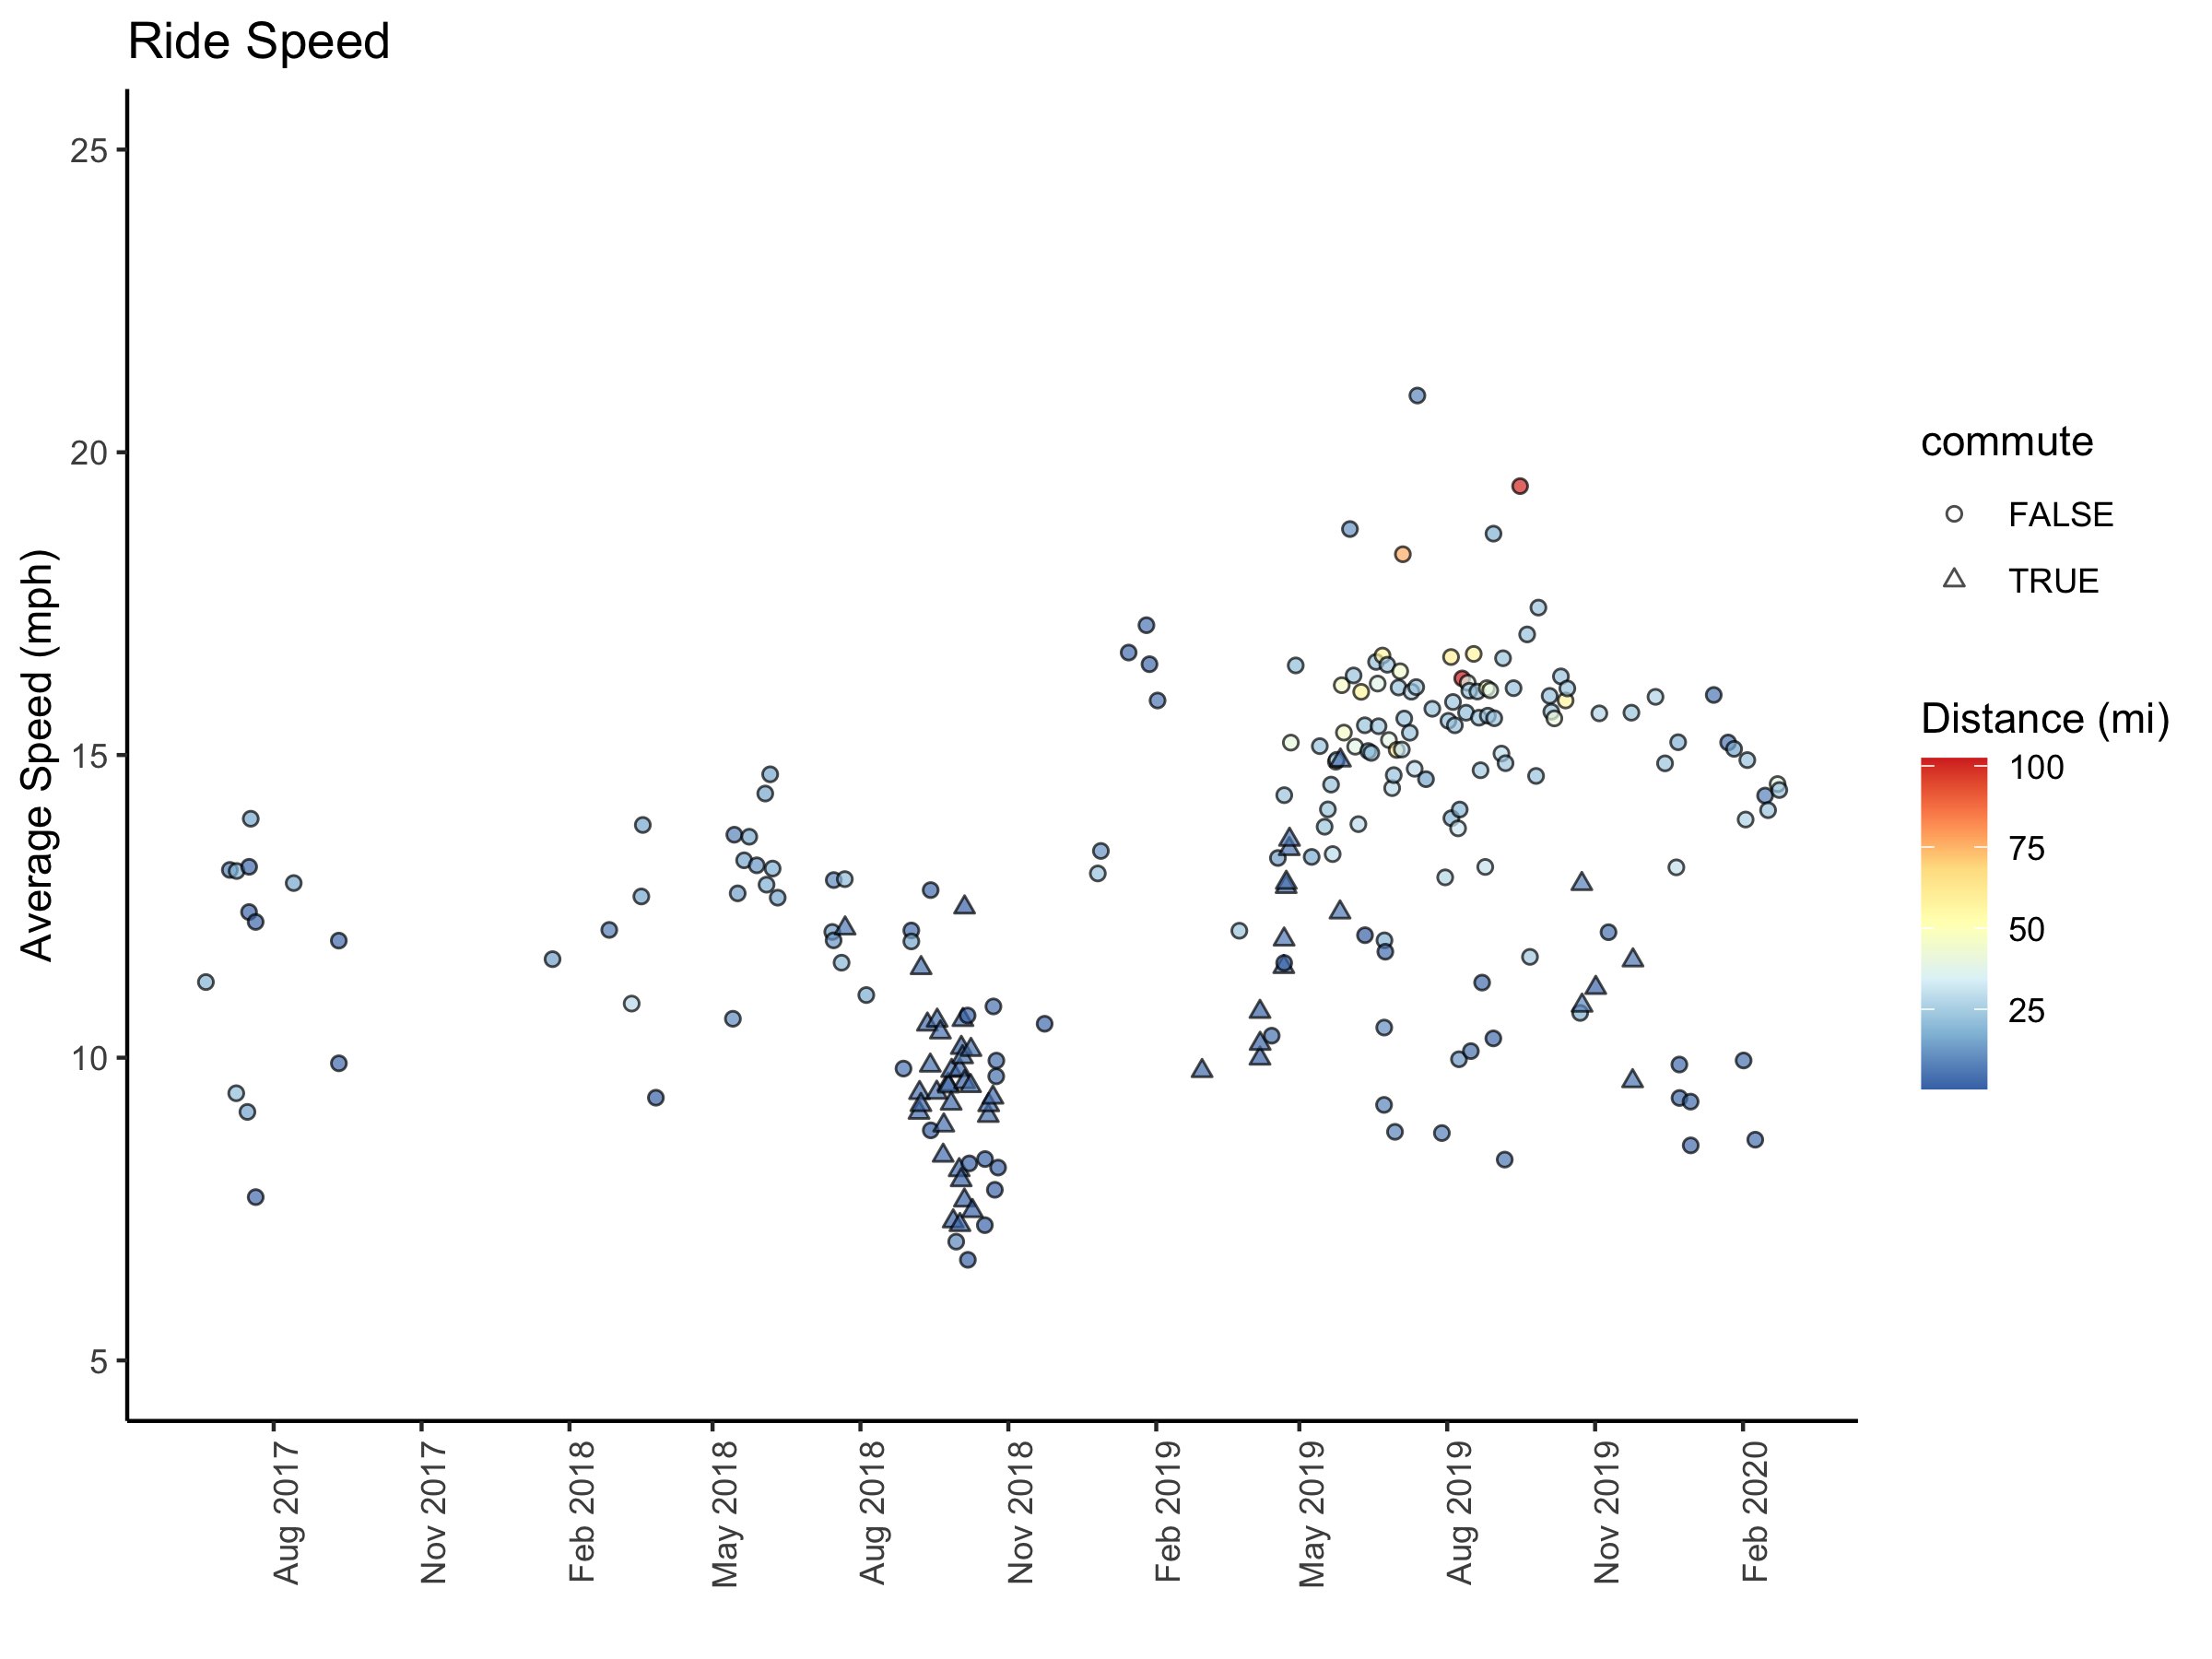 Ride Speed
Average Speed (mph)
25
20
15
10
5
Aug 2017
Nov 2017
Feb 2018
May 2018
Aug 2018
Nov 2018
Feb 2019
May 2019
Aug 2019
Nov 2019
Feb 2020
commute
FALSE
TRUE
Distance (mi)
100
75
50
25